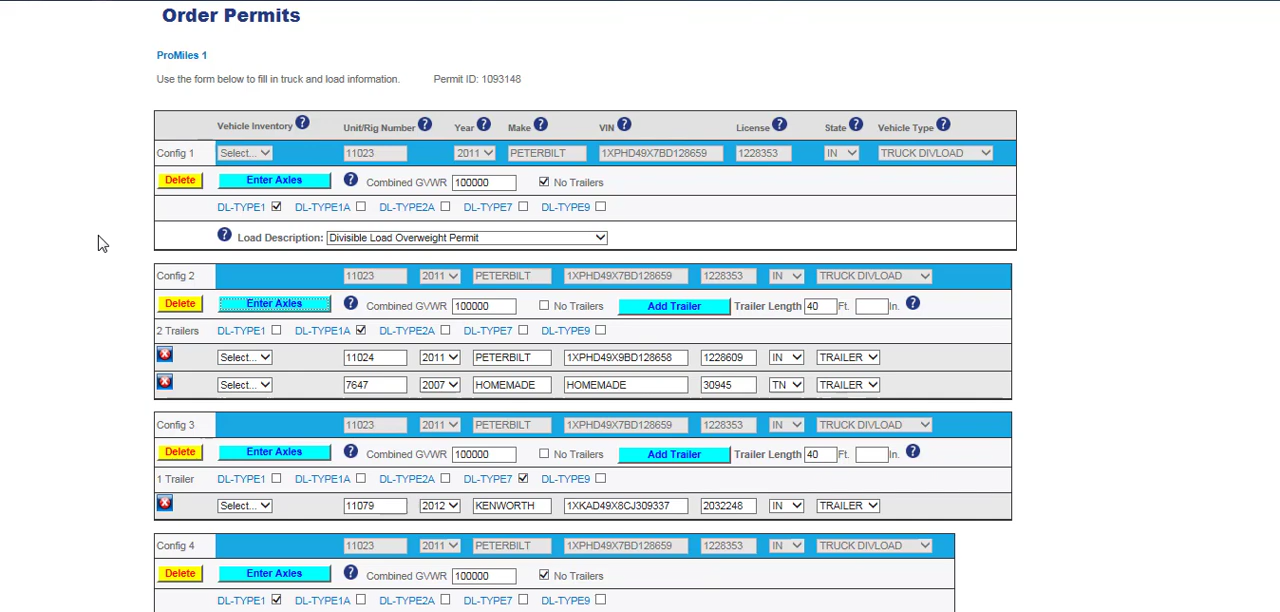 Order Permits
ProMiles 1
Use the form below to fill in truck and load information. Permit ID: 1093148
Vehicle Inventory ? Unit/Rig Number ? Year ? Make ? VIN ? License ? State ? Vehicle Type ?
Config 1 Select... 11023 2011 PETERBILT 1XPHD49X7BD128659 1228353 IN TRUCK DIVLOAD
Delete Enter Axles ? Combined GVWR 100000 No Trailers
DL-TYPE1 DL-TYPE1A DL-TYPE2A DL-TYPE7 DL-TYPE9
? Load Description: Divisible Load Overweight Permit
Config 2 11023 2011 PETERBILT 1XPHD49X7BD128659 1228353 IN TRUCK DIVLOAD
Delete Enter Axles ? Combined GVWR 100000 No Trailers Add Trailer Trailer Length 40 Ft. In. ?
2 Trailers DL-TYPE1 DL-TYPE1A DL-TYPE2A DL-TYPE7 DL-TYPE9
Select... 11024 2011 PETERBILT 1XPHD49X9BD128658 1228609 IN TRAILER
Select... 7647 2007 HOMEMADE HOMEMADE 30945 TN TRAILER
Config 3 11023 2011 PETERBILT 1XPHD49X7BD128659 1228353 IN TRUCK DIVLOAD
Delete Enter Axles ? Combined GVWR 100000 No Trailers Add Trailer Trailer Length 40 Ft. In. ?
1 Trailer DL-TYPE1 DL-TYPE1A DL-TYPE2A DL-TYPE7 DL-TYPE9
Select... 11079 2012 KENWORTH 1XKAD49X8CJ309337 2032248 IN TRAILER
Config 4 11023 2011 PETERBILT 1XPHD49X7BD128659 1228353 IN TRUCK DIVLOAD
Delete Enter Axles ? Combined GVWR 100000 No Trailers
DL-TYPE1 DL-TYPE1A DL-TYPE2A DL-TYPE7 DL-TYPE9